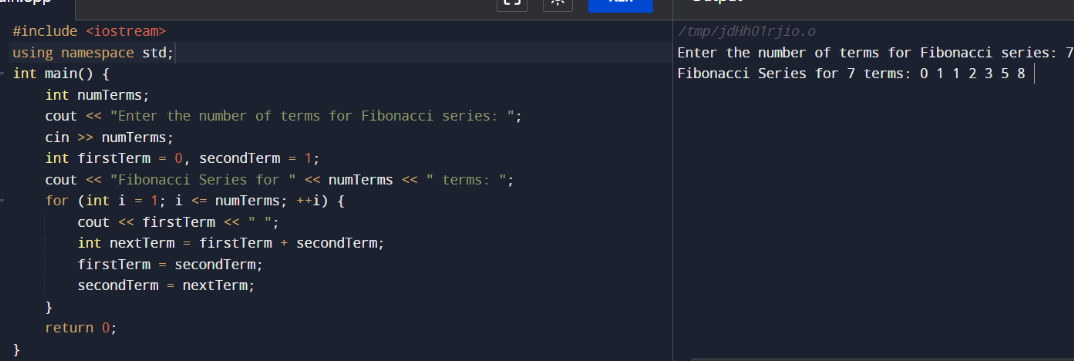 #include <iostream>
using namespace std;
int main() {
    int numTerms;
    cout << "Enter the number of terms for Fibonacci series: ";
    cin >> numTerms;
    int firstTerm = 0, secondTerm = 1;
    cout << "Fibonacci Series for " << numTerms << " terms: ";
    for (int i = 1; i <= numTerms; ++i) {
        cout << firstTerm << " ";
        int nextTerm = firstTerm + secondTerm;
        firstTerm = secondTerm;
        secondTerm = nextTerm;
    }
    return 0;
}
/tmp/jdHh01rjio.o
Enter the number of terms for Fibonacci series: 7
Fibonacci Series for 7 terms: 0 1 1 2 3 5 8